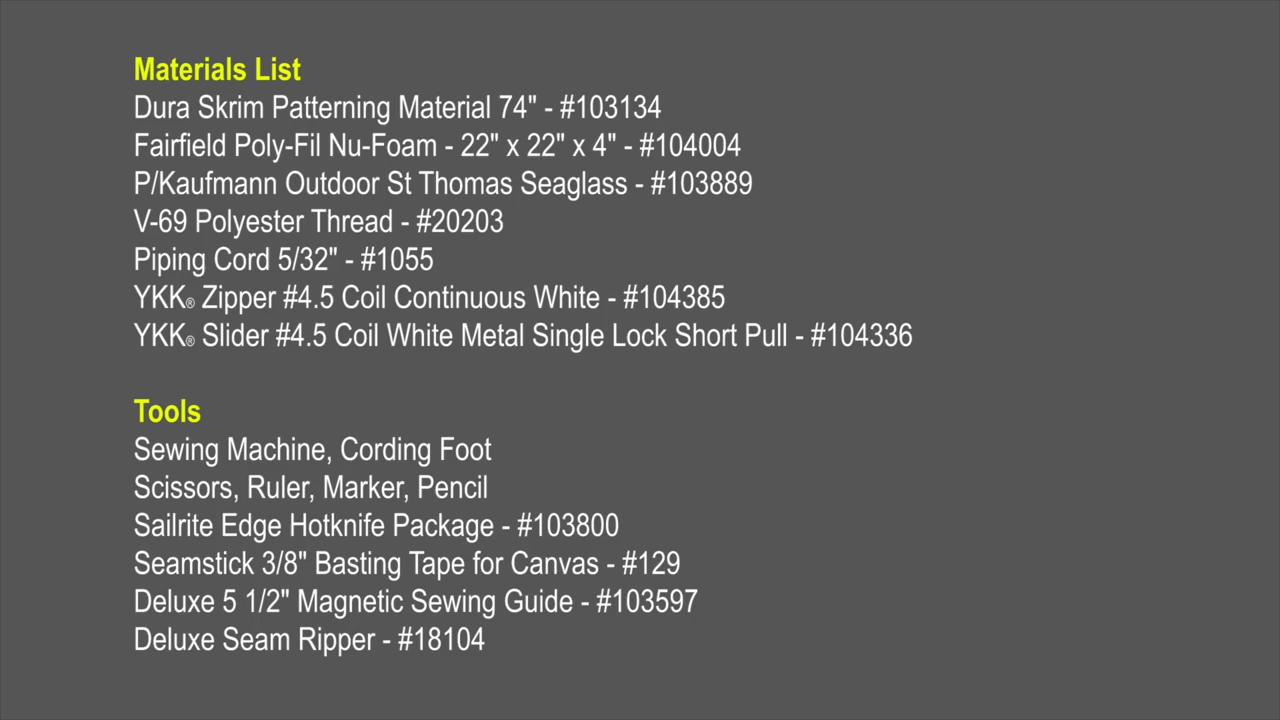 Materials List
Dura Skrim Patterning Material 74" - #103134
Fairfield Poly-Fil Nu-Foam - 22" x 22" x 4" - #104004
P/Kaufmann Outdoor St Thomas Seaglass - #103889
V-69 Polyester Thread - #20203
Piping Cord 5/32" - #1055
YKK® Zipper #4.5 Coil Continuous White - #104385
YKK® Slider #4.5 Coil White Metal Single Lock Short Pull - #104336
Tools
Sewing Machine, Cording Foot
Scissors, Ruler, Marker, Pencil
Sailrite Edge Hotknife Package - #103800
Seamstick 3/8" Basting Tape for Canvas - #129
Deluxe 5 1/2" Magnetic Sewing Guide - #103597
Deluxe Seam Ripper - #18104